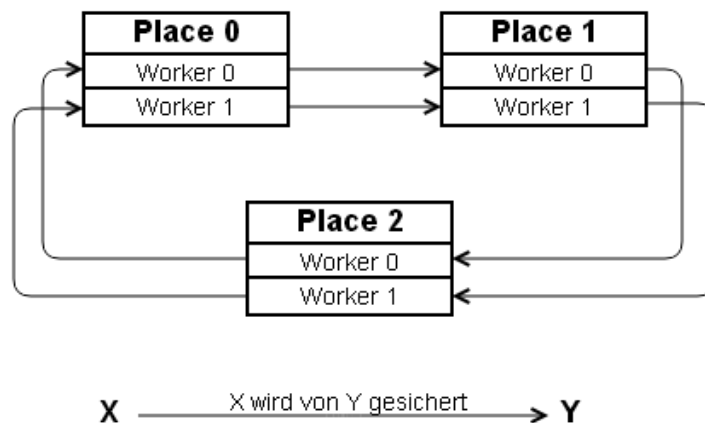 Place 0
Worker 0
Worker 1
Place 1
Worker 0
Worker 1
Place 2
Worker 0
Worker 1
X X wird von Y gesichert Y